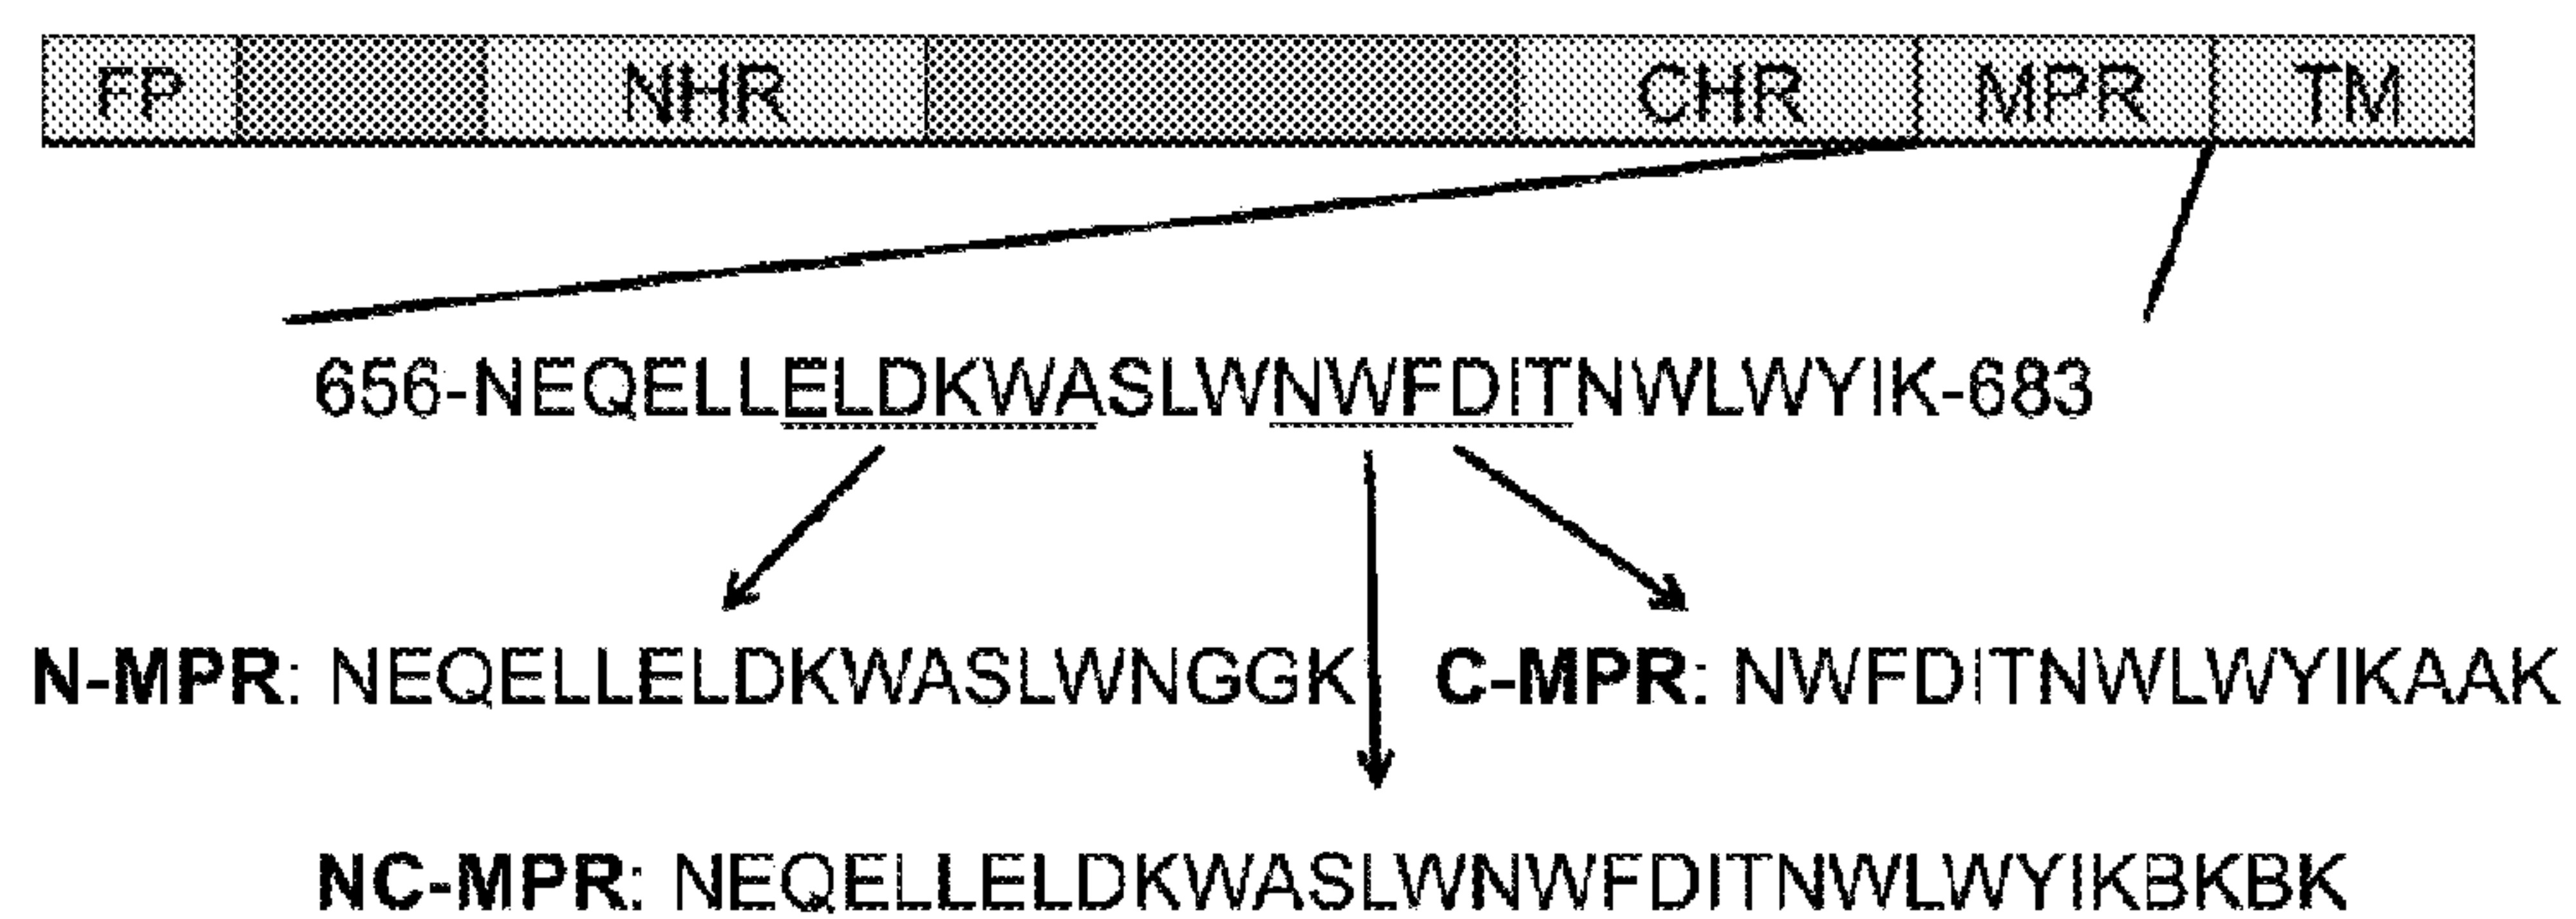 FP NHR CHR MPR TM
656-NEQELLELDKWASLWNWFDITNWLWYIK-683
N-MPR: NEQELLELDKWASLWNGGK C-MPR: NWFDITNWLWYIKAAK
NC-MPR: NEQELLELDKWASLWNWFDITNWLWYIKBKBK